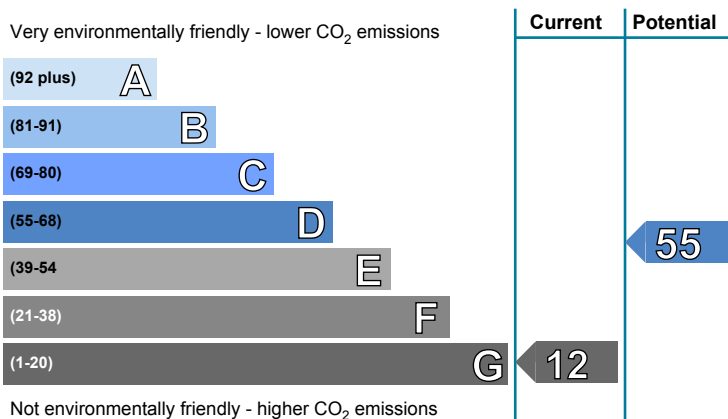 Very environmentally friendly - lower CO2 emissions
Current
Potential
(92 plus) A
(81-91) B
(69-80) C
(55-68) D
55
(39-54 E
(21-38) F
(1-20) G
12
Not environmentally friendly - higher CO2 emissions